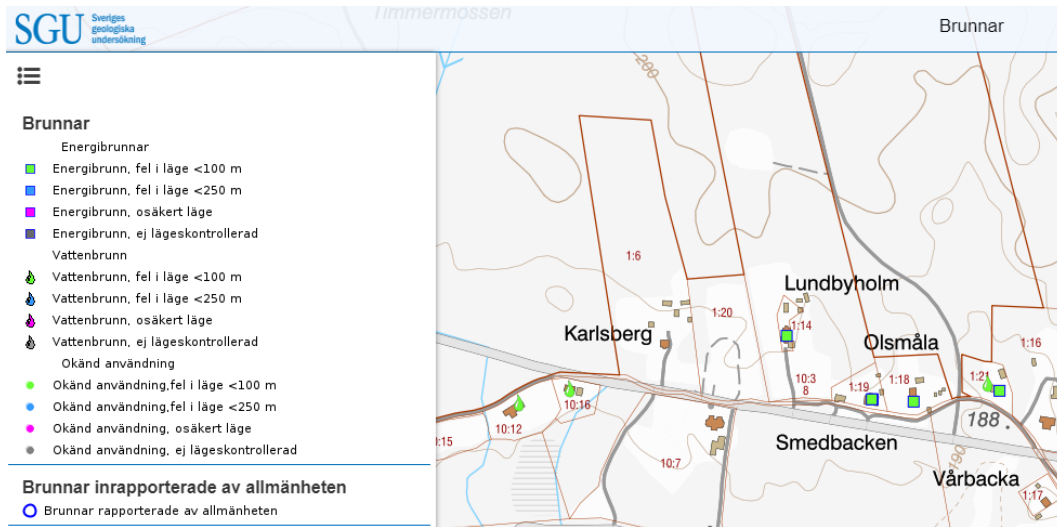 SGU
Sveriges
geologiska
undersökning
Timmermossen
Brunnar
Brunnar
Energibrunnar
Energibrunn, fel i läge <100 m
Energibrunn, fel i läge <250 m
Energibrunn, osäkert läge
Energibrunn, ej lägeskontrollerad
Vattenbrunn
Vattenbrunn, fel i läge <100 m
Vattenbrunn, fel i läge <250 m
Vattenbrunn, osäkert läge
Vattenbrunn, ej lägeskontrollerad
Okänd användning
Okänd användning,fel i läge <100 m
Okänd användning,fel i läge <250 m
Okänd användning, osäkert läge
Okänd användning, ej lägeskontrollerad
Brunnar inrapporterade av allmänheten
Brunnar rapporterade av allmänheten
200
1:6
Lundbyholm
1:20
Karlsberg
1:14
Olsmåla
1:16
10:3
8
1:19
1:18
1:21
10:16
10:12
:15
188.
Smedbacken
10:7
190
Vårbacka
1:17